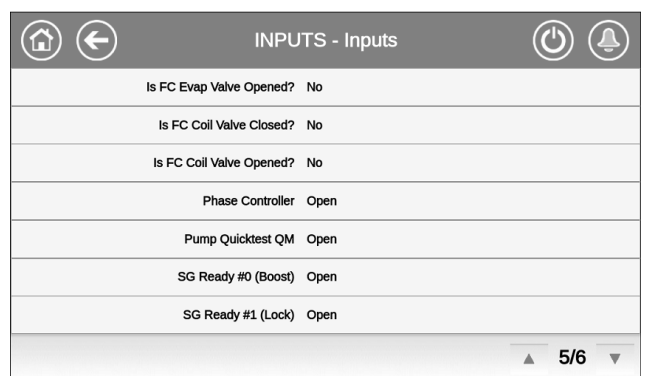 INPUTS - Inputs
Is FC Evap Valve Opened? No
Is FC Coil Valve Closed? No
Is FC Coil Valve Opened? No
Phase Controller Open
Pump Quicktest QM Open
SG Ready #0 (Boost) Open
SG Ready #1 (Lock) Open
5/6